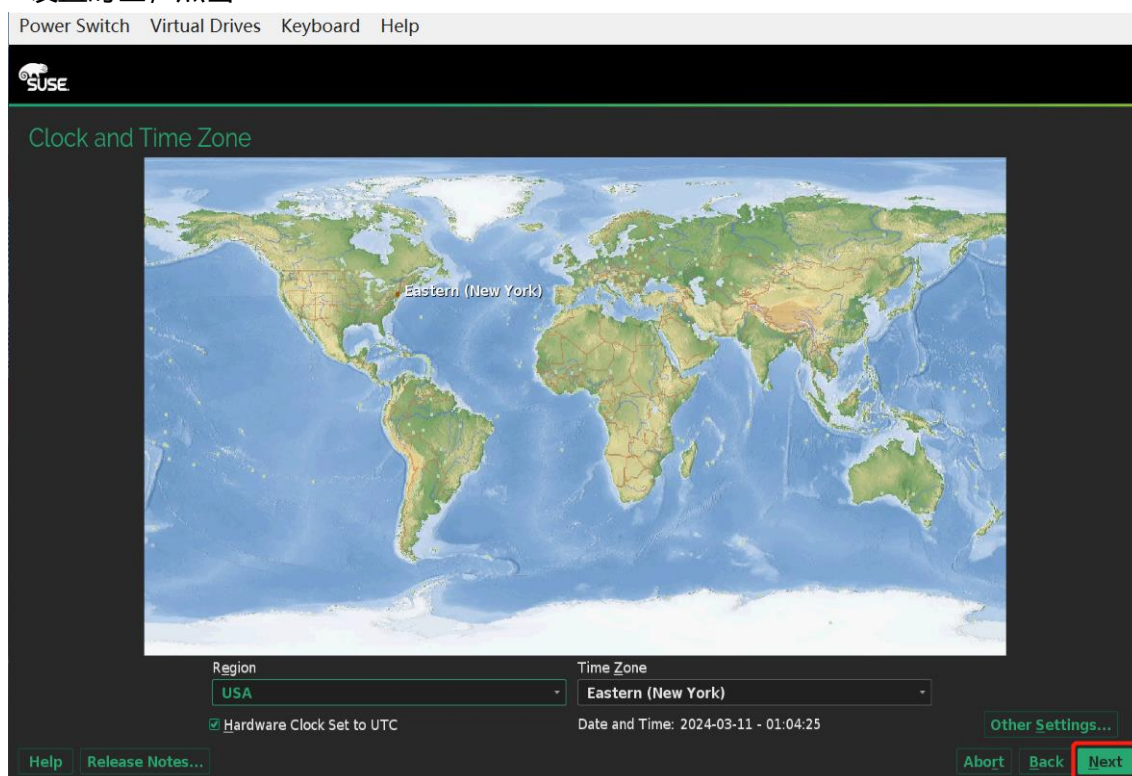 Power Switch Virtual Drives Keyboard Help
SUSE
Clock and Time Zone
Eastern (New York)
Region Time Zone
USA Eastern (New York)
Hardware Clock Set to UTC Date and Time: 2024-03-11 - 01:04:25 Other Settings...
Help Release Notes... Abort Back Next